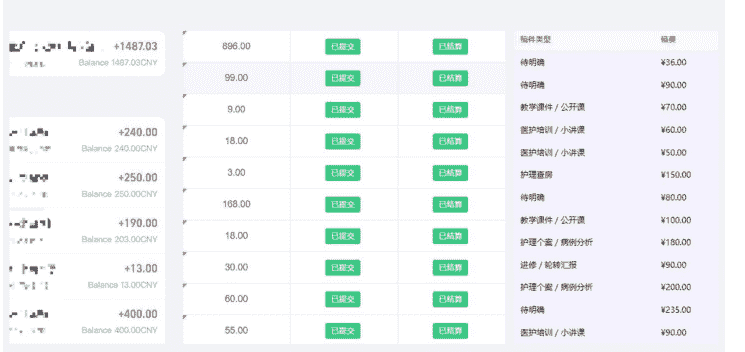 +1487.03
Balance 1487.03CNY
+240.00
Balance 240.00CNY
+250.00
Balance 250.00CNY
+190.00
Balance 203.00CNY
+13.00
Balance 13.00CNY
+400.00
Balance 400.00CNY
896.00 已提交 已结算
99.00 已提交 已结算
9.00 已提交 已结算
18.00 已提交 已结算
3.00 已提交 已结算
168.00 已提交 已结算
18.00 已提交 已结算
30.00 已提交 已结算
60.00 已提交 已结算
55.00 已提交 已结算
稿件类型 稿费
待明确 ¥36.00
待明确 ¥90.00
教学课件 / 公开课 ¥70.00
医护培训 / 小讲课 ¥60.00
医护培训 / 小讲课 ¥50.00
护理查房 ¥150.00
待明确 ¥80.00
教学课件 / 公开课 ¥100.00
护理个案 / 病例分析 ¥180.00
进修 / 轮转汇报 ¥90.00
护理个案 / 病例分析 ¥200.00
待明确 ¥235.00
医护培训 / 小讲课 ¥90.00